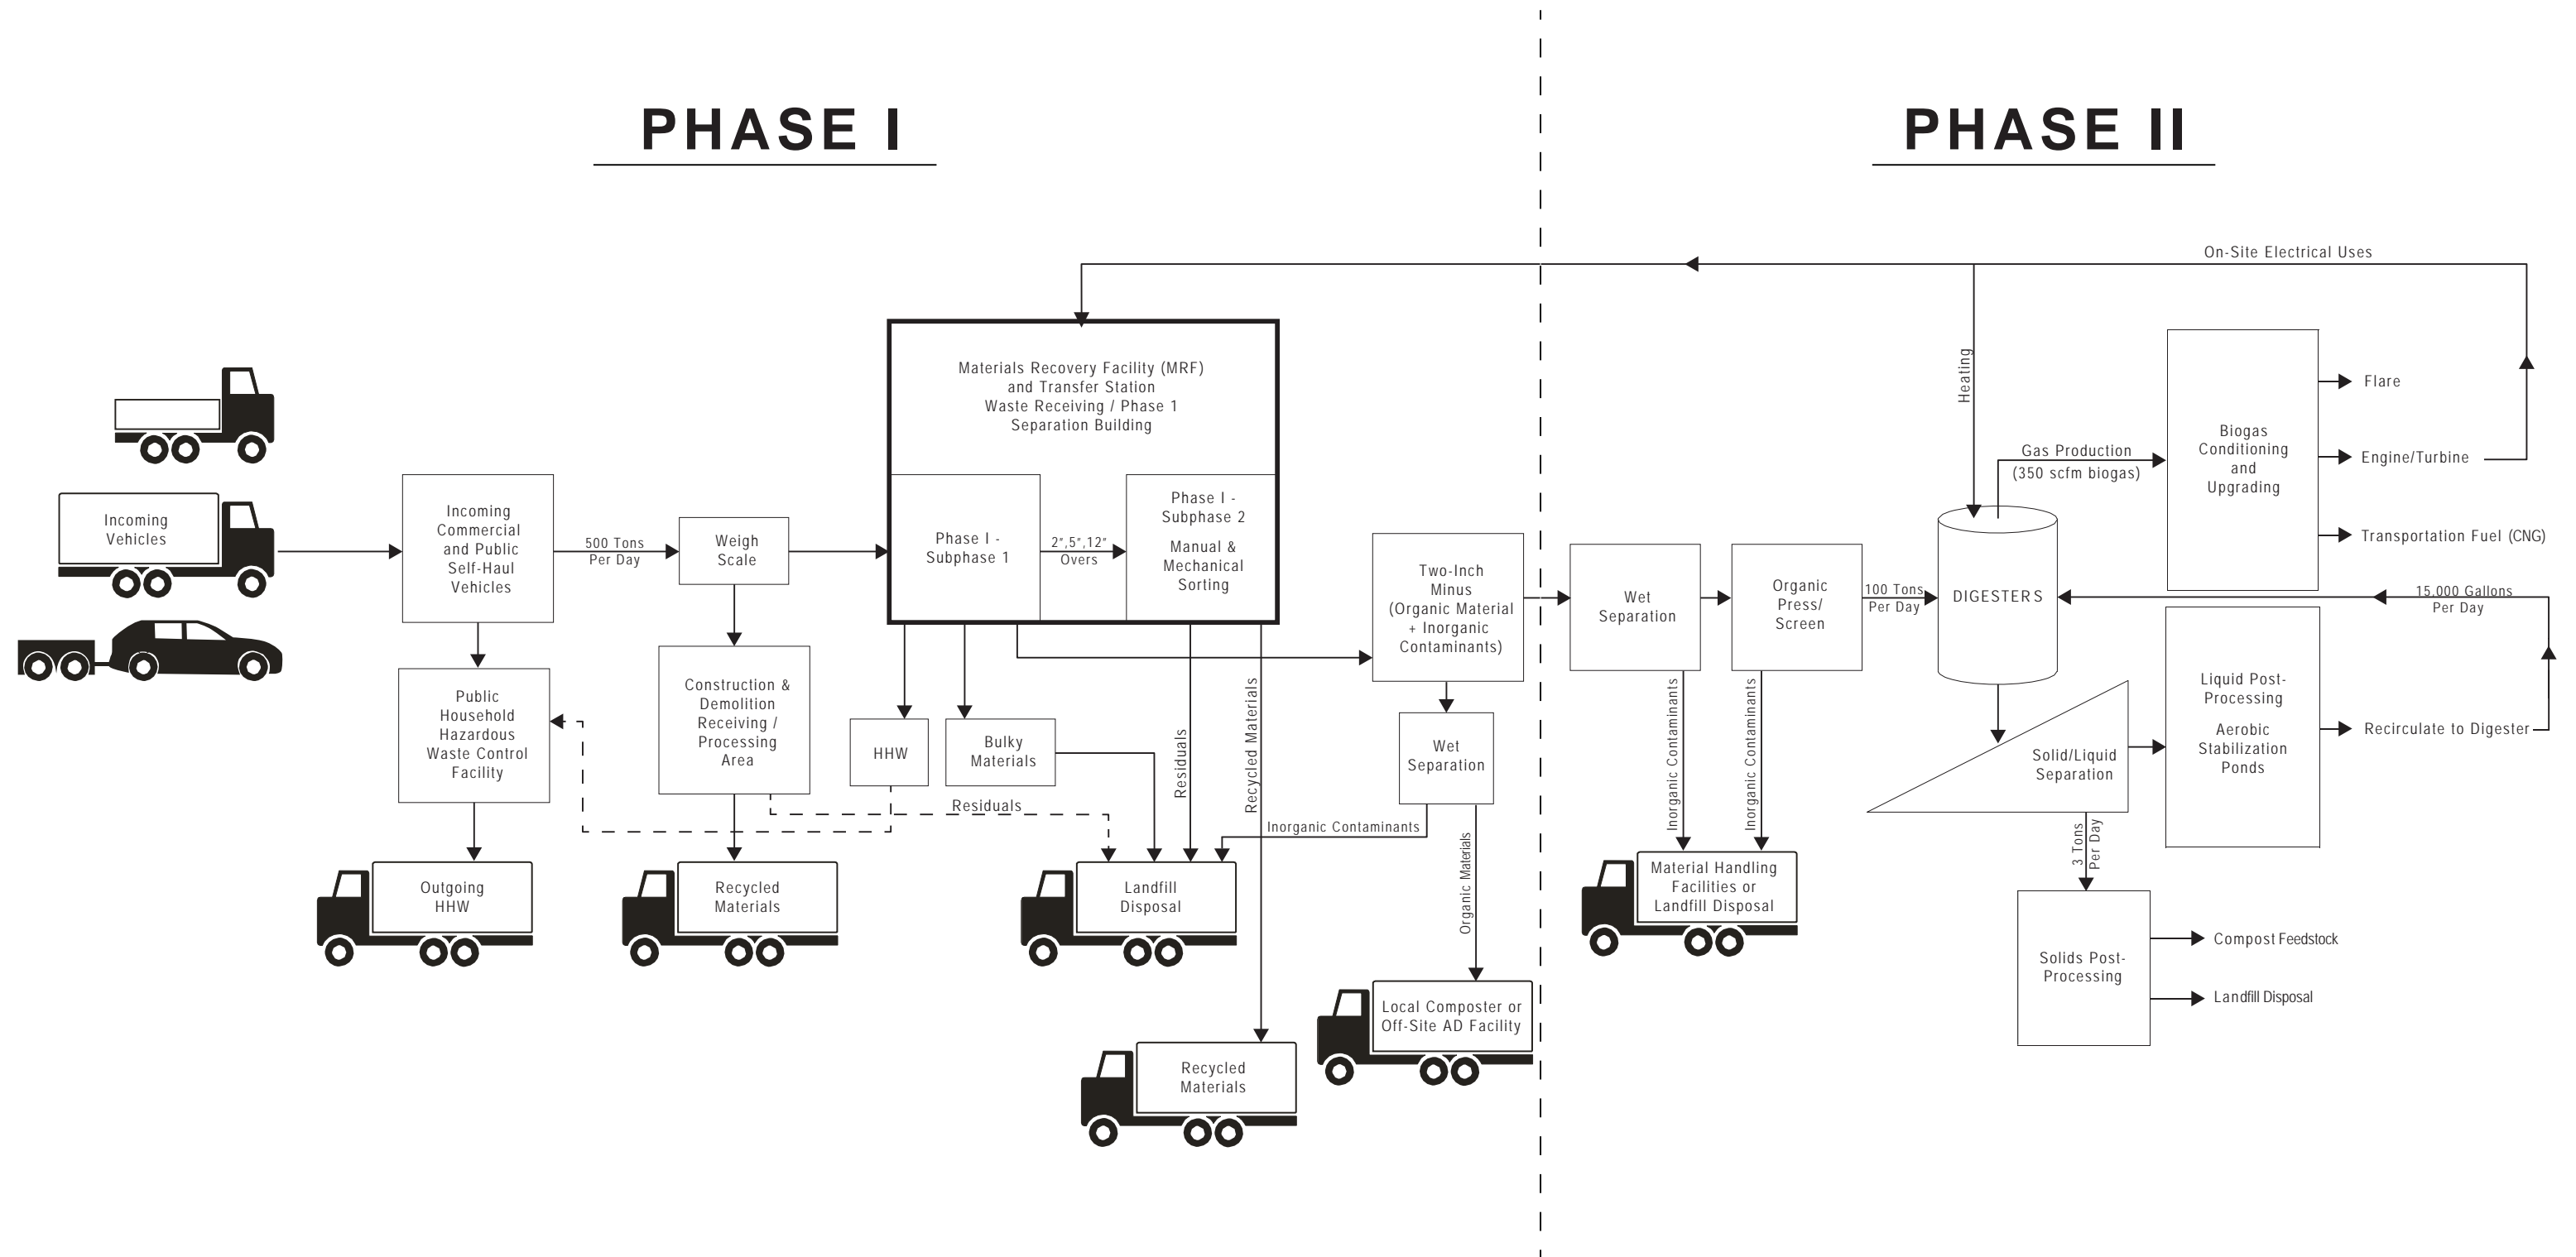 PHASE I
PHASE II
On-Site Electrical Uses
Incoming
Vehicles
Incoming
Commercial
and Public
Self-Haul
Vehicles
500 Tons
Per Day
Weigh
Scale
Materials Recovery Facility (MRF)
and Transfer Station
Waste Receiving / Phase 1
Separation Building
Phase I -
Subphase 1
2",5",12"
Overs
Phase I -
Subphase 2
Manual &
Mechanical
Sorting
Two-Inch
Minus
(Organic Material
+ Inorganic
Contaminants)
Public
Household
Hazardous
Waste Control
Facility
Construction &
Demolition
Receiving /
Processing
Area
HHW
Bulky
Materials
Residuals
Residuals
Recycled Materials
Wet
Separation
Inorganic Contaminants
Organic Materials
Outgoing
HHW
Recycled
Materials
Landfill
Disposal
Local Composter or
Off-Site AD Facility
Recycled
Materials
Wet
Separation
Organic
Press/
Screen
100 Tons
Per Day
Inorganic Contaminants
Inorganic Contaminants
Material Handling
Facilities or
Landfill Disposal
Heating
DIGESTERS
Gas Production
(350 scfm biogas)
Biogas
Conditioning
and
Upgrading
Flare
Engine/Turbine
Transportation Fuel (CNG)
15,000 Gallons
Per Day
Solid/Liquid
Separation
Liquid Post-
Processing
Aerobic
Stabilization
Ponds
Recirculate to Digester
3 Tons
Per Day
Solids Post-
Processing
Compost Feedstock
Landfill Disposal